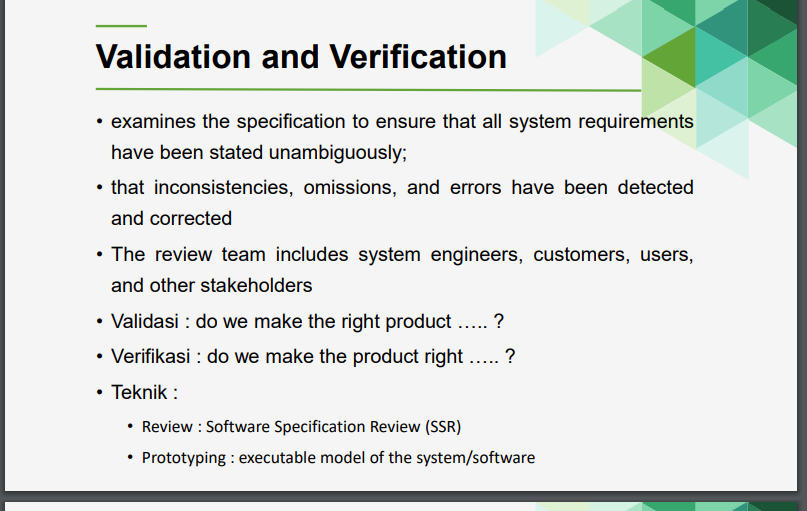 Validation and Verification
• examines the specification to ensure that all system requirements
have been stated unambiguously;
• that inconsistencies, omissions, and errors have been detected
and corrected
• The review team includes system engineers, customers, users,
and other stakeholders
• Validasi : do we make the right product ….. ?
• Verifikasi : do we make the product right ….. ?
• Teknik :
• Review : Software Specification Review (SSR)
• Prototyping : executable model of the system/software